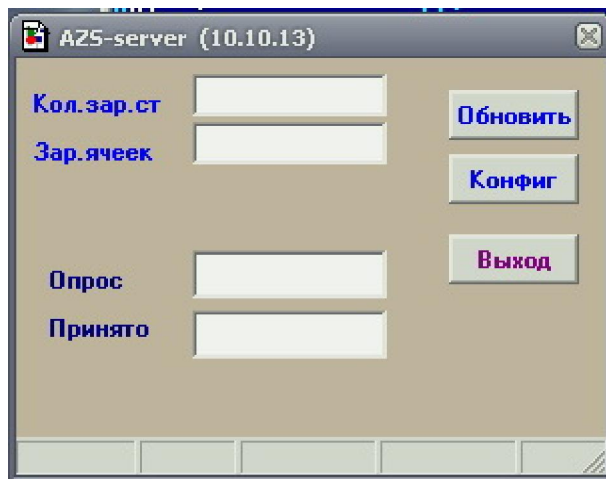 AZS-server (10.10.13)
Кол.зар.ст
Обновить
Зар.ячеек
Конфиг
Выход
Опрос
Принято